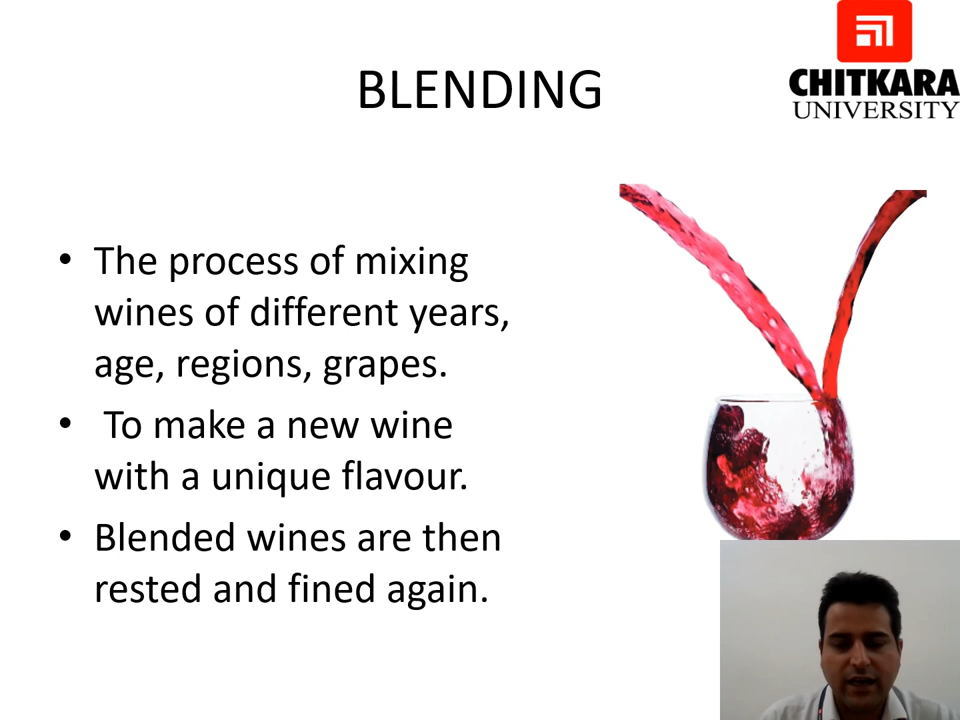 BLENDING
CHITKARA
UNIVERSITY
• The process of mixing
wines of different years,
age, regions, grapes.
• To make a new wine
with a unique flavour.
• Blended wines are then
rested and fined again.